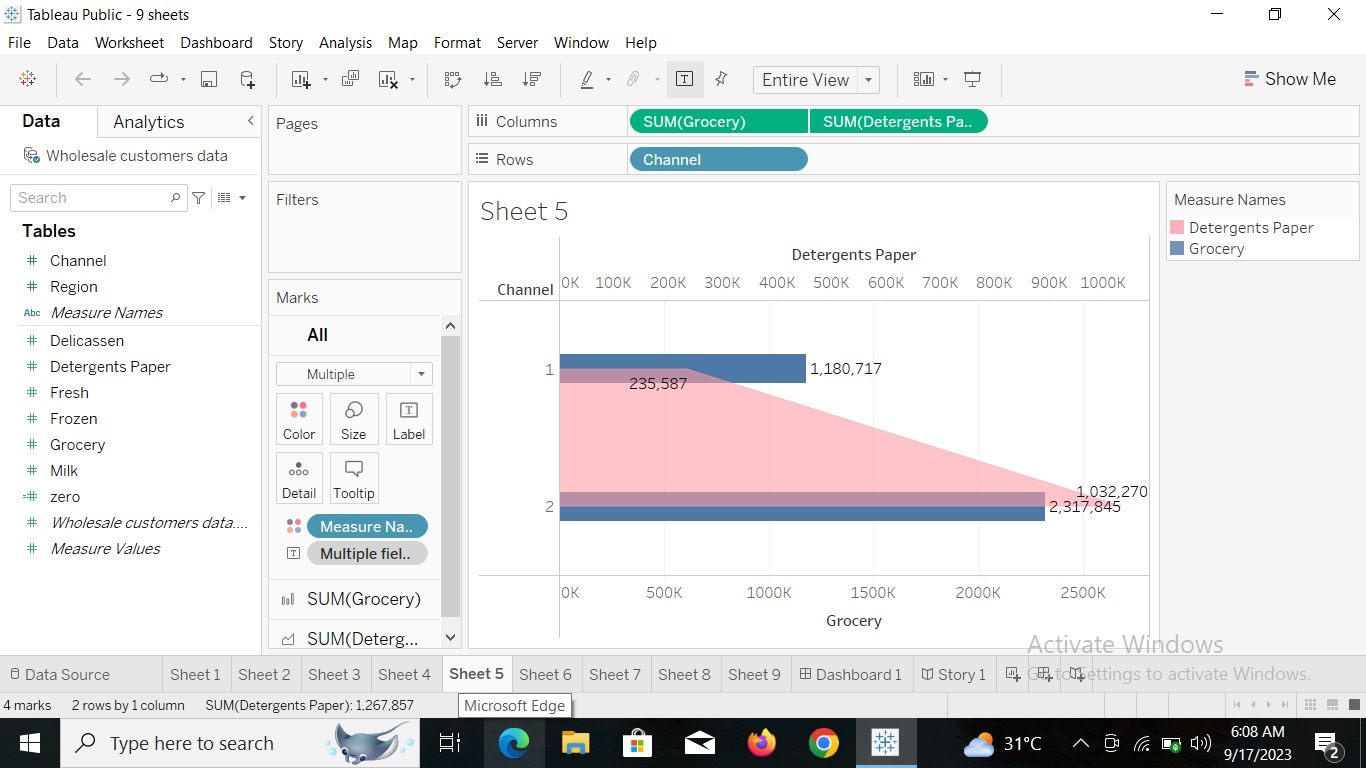 Tableau Public - 9 sheets
File Data Worksheet Dashboard Story Analysis Map Format Server Window Help
Entire View
Show Me
Data Analytics
Pages
Columns SUM(Grocery) SUM(Detergents Pa..
Wholesale customers data
Rows Channel
Search
Filters
Tables
Channel
Region
Abc Measure Names
Delicassen
Detergents Paper
Fresh
Frozen
Grocery
Milk
zero
Wholesale customers data....
Measure Values
Marks
All
Multiple
Color Size Label
Detail Tooltip
Measure Na..
Multiple fiel..
SUM(Grocery)
SUM(Deterg...
Sheet 5
Detergents Paper
Channel 0K 100K 200K 300K 400K 500K 600K 700K 800K 900K 1000K
1 1,180,717
235,587
1,032,270
2 2,317,845
0K 500K 1000K 1500K 2000K 2500K
Grocery
Measure Names
Detergents Paper
Grocery
Activate Windows
Go to Settings to activate Windows.
Data Source Sheet 1 Sheet 2 Sheet 3 Sheet 4 Sheet 5 Sheet 6 Sheet 7 Sheet 8 Sheet 9 Dashboard 1 Story 1
4 marks 2 rows by 1 column SUM(Detergents Paper): 1,267,857
Microsoft Edge
Type here to search
31°C
6:08 AM
9/17/2023
2